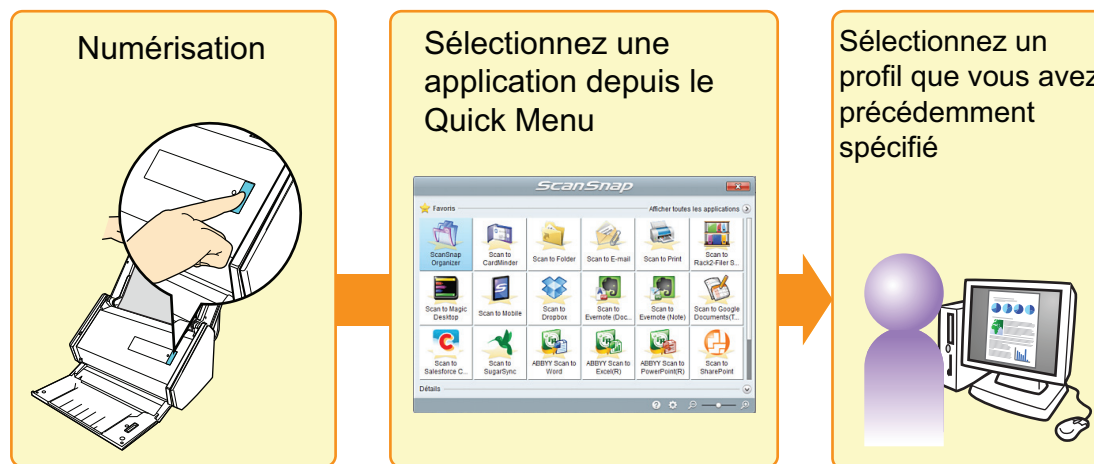 Numérisation
Sélectionnez une
application depuis le
Quick Menu
ScanSnap
Favoris
Afficher toutes les applications
ScanSnap
Organizer
Scan to
CardMinder
Scan to Folder
Scan to E-mail
Scan to Print
Scan to
Rack2-Filer S...
Scan to Magic
Desktop
Scan to Mobile
Scan to
Dropbox
Scan to
Evernote (Doc...
Scan to
Evernote (Note)
Scan to Google
Documents(T...
Scan to
Salesforce C...
Scan to
SugarSync
ABBYY Scan to
Word
ABBYY Scan to
Excel(R)
ABBYY Scan to
PowerPoint(R)
Scan to
SharePoint
Détails
Sélectionnez un
profil que vous avez
précédemment
spécifié